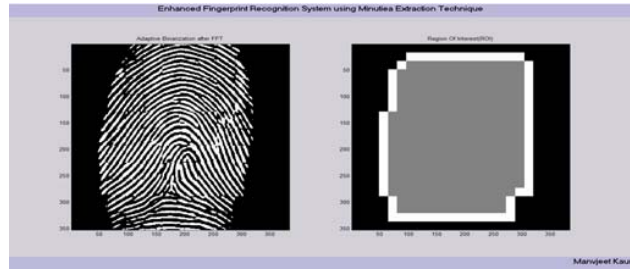 Enhanced Fingerprint Recognition System using Minutiea Extraction Technique
Adaptive Binarization after FFT
Region Of Interest(ROI)
50
100
150
200
250
300
350
50 100 150 200 250 300 350
50
100
150
200
250
300
350
50 100 150 200 250 300 350
Manvjeet Kaur